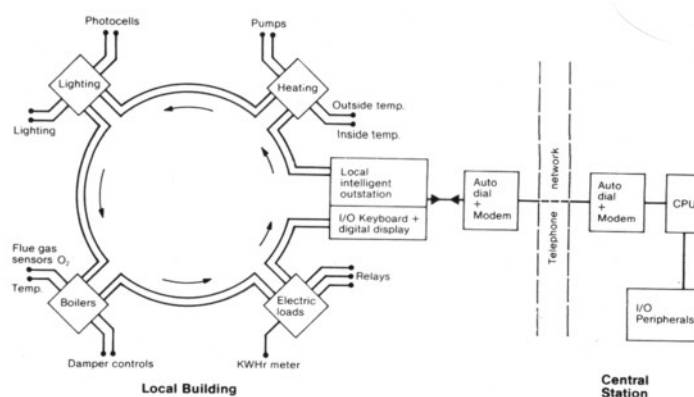 Photocells
Pumps
Lighting
Heating
Lighting
Outside temp.
Inside temp.
Local
intelligent
outstation
I/O Keyboard +
digital display
Auto
dial
+
Modem
Telephone network
Auto
dial
+
Modem
CPU
Flue gas
sensors O₂
Temp.
Boilers
Electric
loads
Relays
I/O
Peripherals
Damper controls
KWHr meter
Local Building
Central
Station